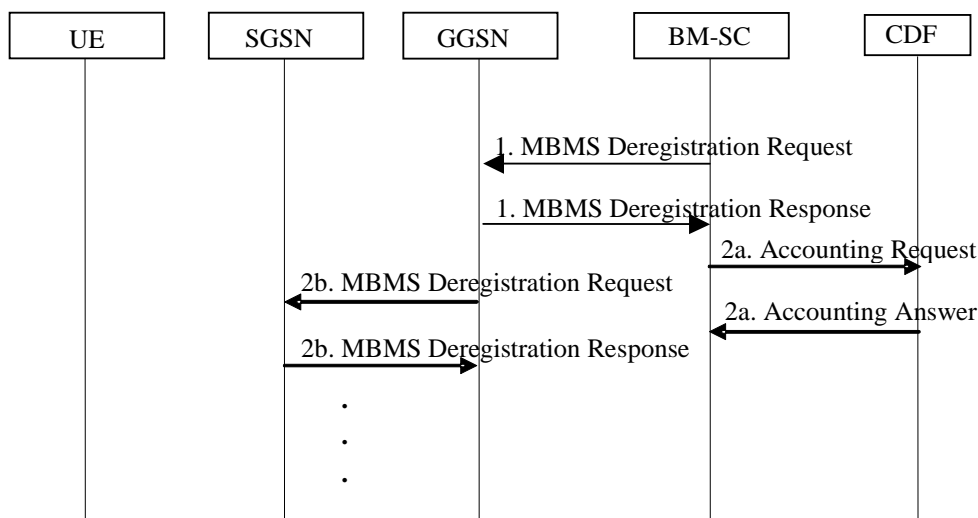 UE
SGSN
GGSN
BM-SC
CDF
1. MBMS Deregistration Request
1. MBMS Deregistration Response
2a. Accounting Request
2b. MBMS Deregistration Request
2a. Accounting Answer
2b. MBMS Deregistration Response
.
.
.